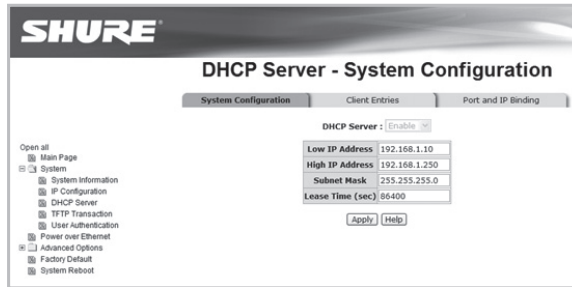 SHURE
DHCP Server - System Configuration
System Configuration
Client Entries
Port and IP Binding
DHCP Server : Enable
Low IP Address 192.168.1.10
High IP Address 192.168.1.250
Subnet Mask 255.255.255.0
Lease Time (sec) 86400
Apply Help
Open all
Main Page
System
System Information
IP Configuration
DHCP Server
TFTP Transaction
User Authentication
Power over Ethernet
Advanced Options
Factory Default
System Reboot